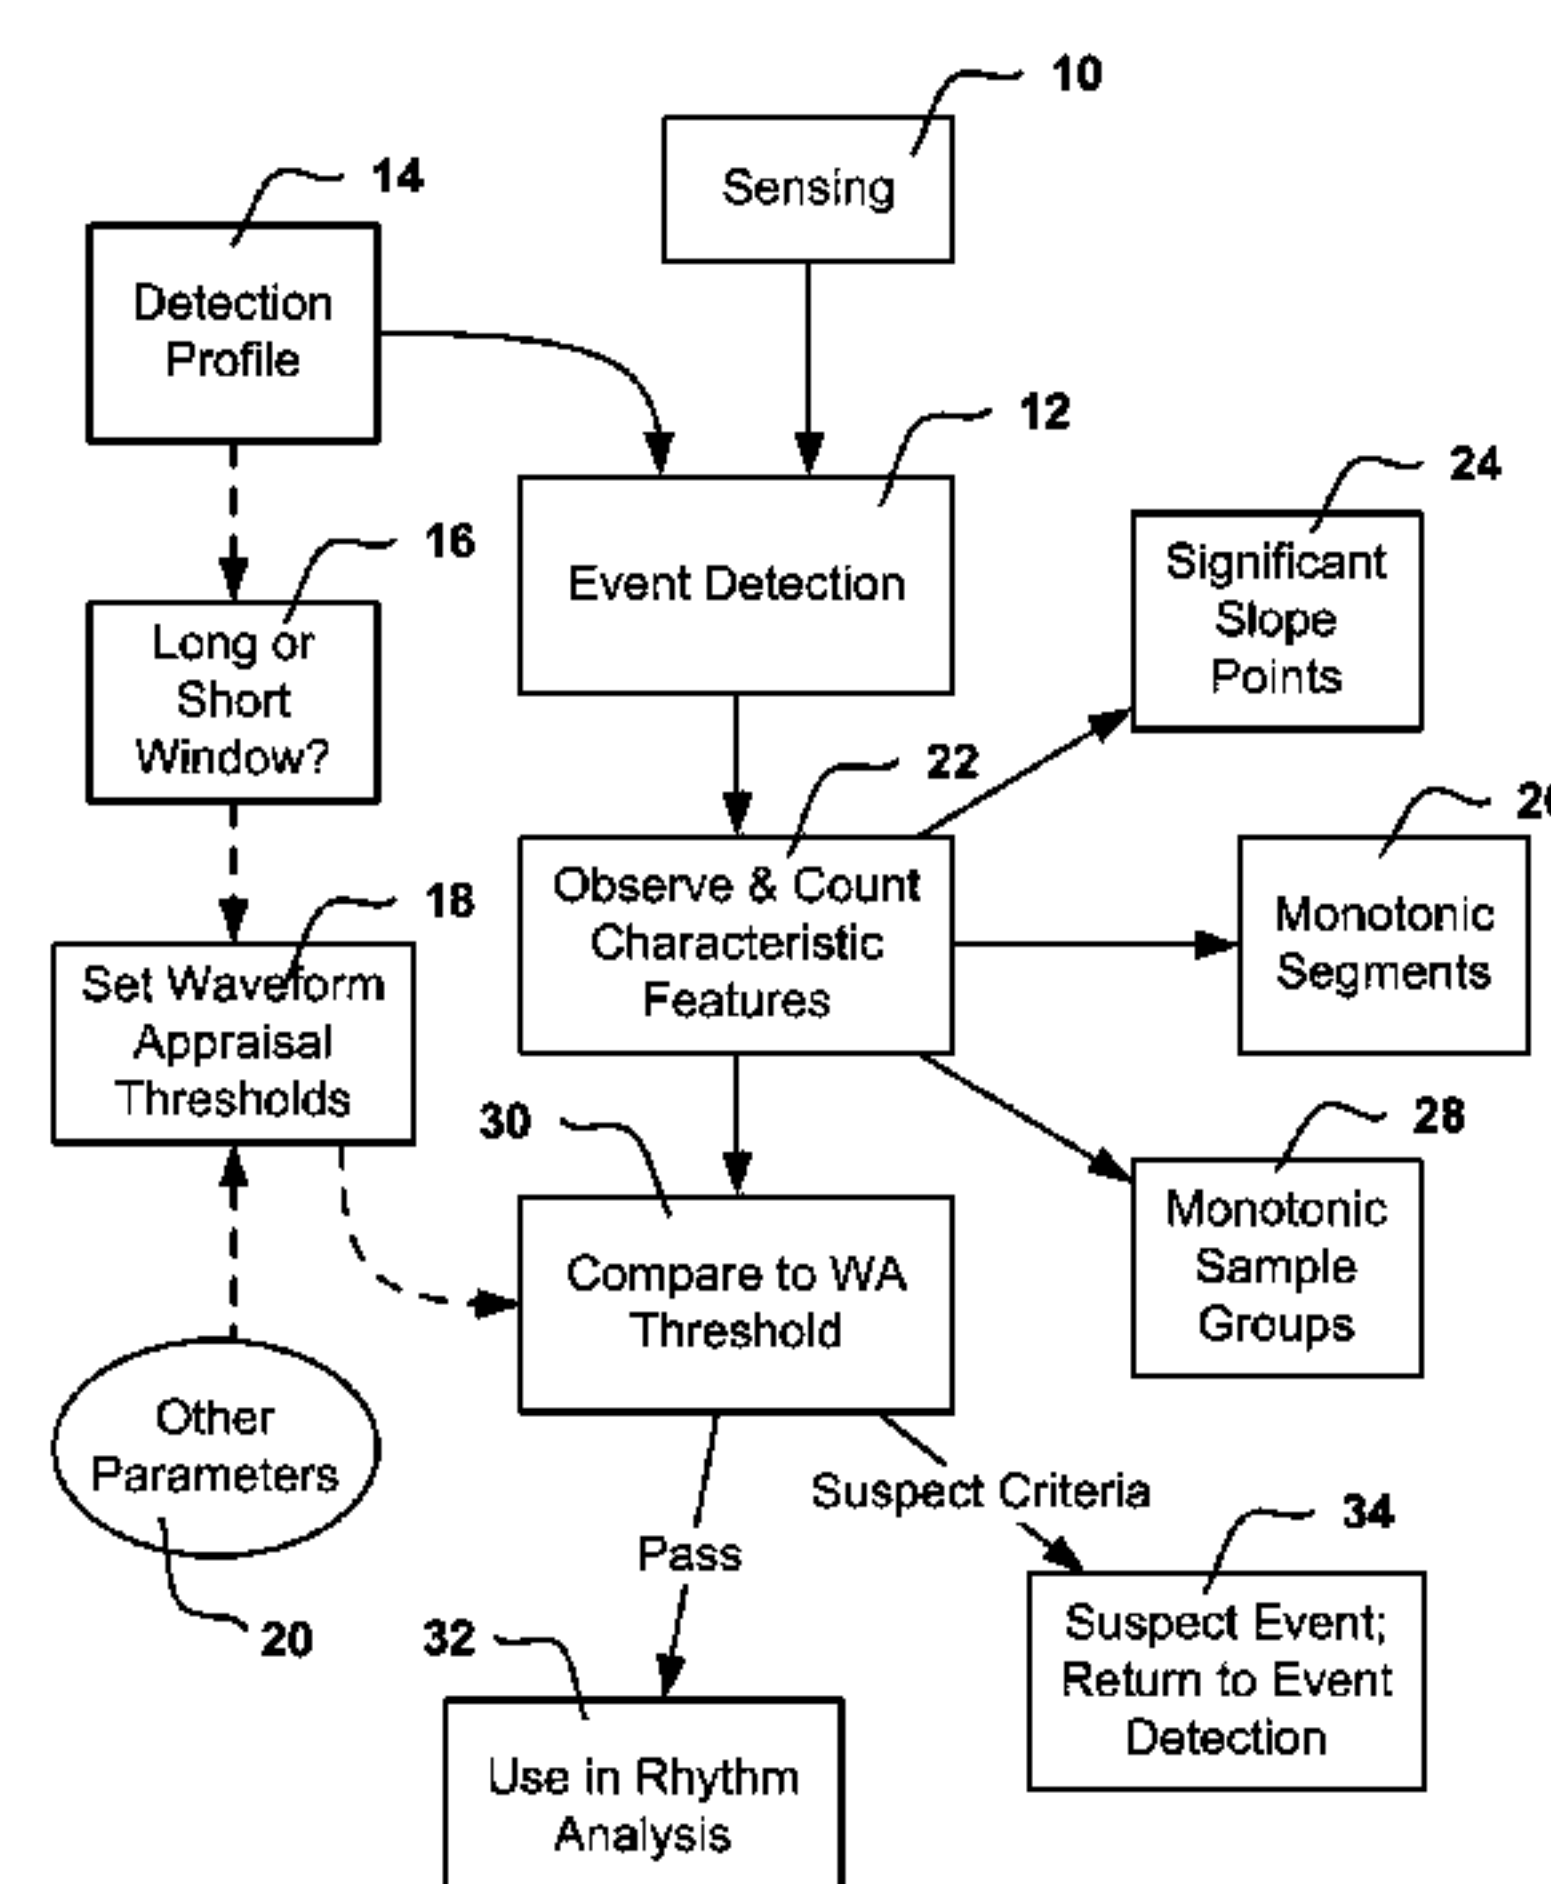 10
Sensing
14
Detection
Profile
12
Event Detection
24
Significant
Slope
Points
16
Long or
Short
Window?
22
Observe & Count
Characteristic
Features
Monotonic
Segments
18
Set Waveform
Appraisal
Thresholds
28
Monotonic
Sample
Groups
30
Compare to WA
Threshold
Other
Parameters
20
Suspect Criteria
Pass
34
Suspect Event;
Return to Event
Detection
32
Use in Rhythm
Analysis